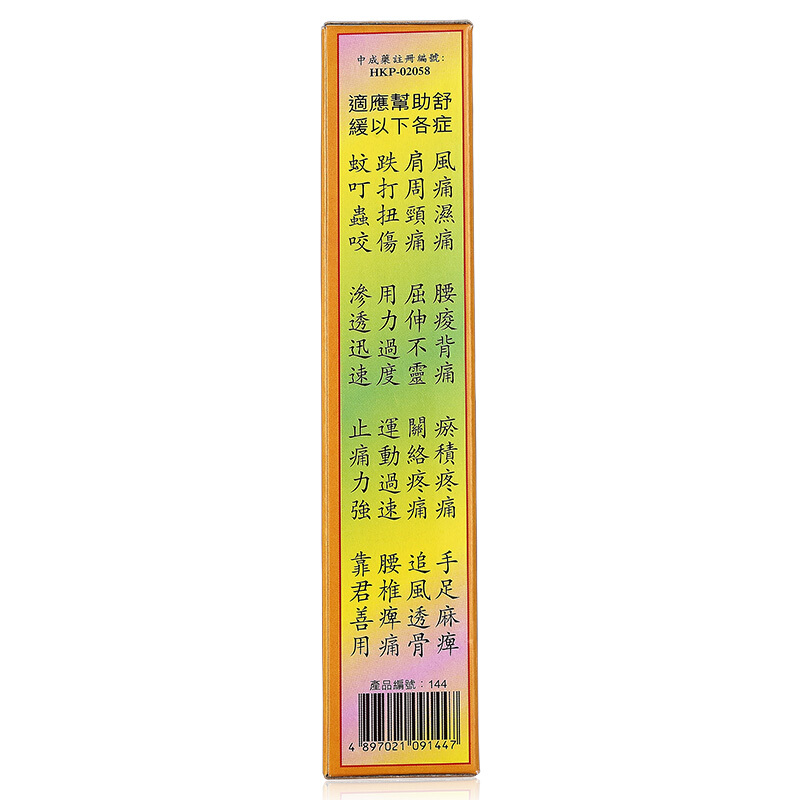 中成藥註冊編號:
HKP-02058
適應幫助舒
緩以下各症
風痛濕痛 腰痠背痛 瘀積疼痛 手足麻痺
肩周頸痛 屈伸不靈 關絡疼痛 追風透骨
跌打扭傷 用力過度 運動過速 腰椎痺痛
蚊叮蟲咬 滲透迅速 止痛力強 靠君善用
產品編號：144
4 897021 091447